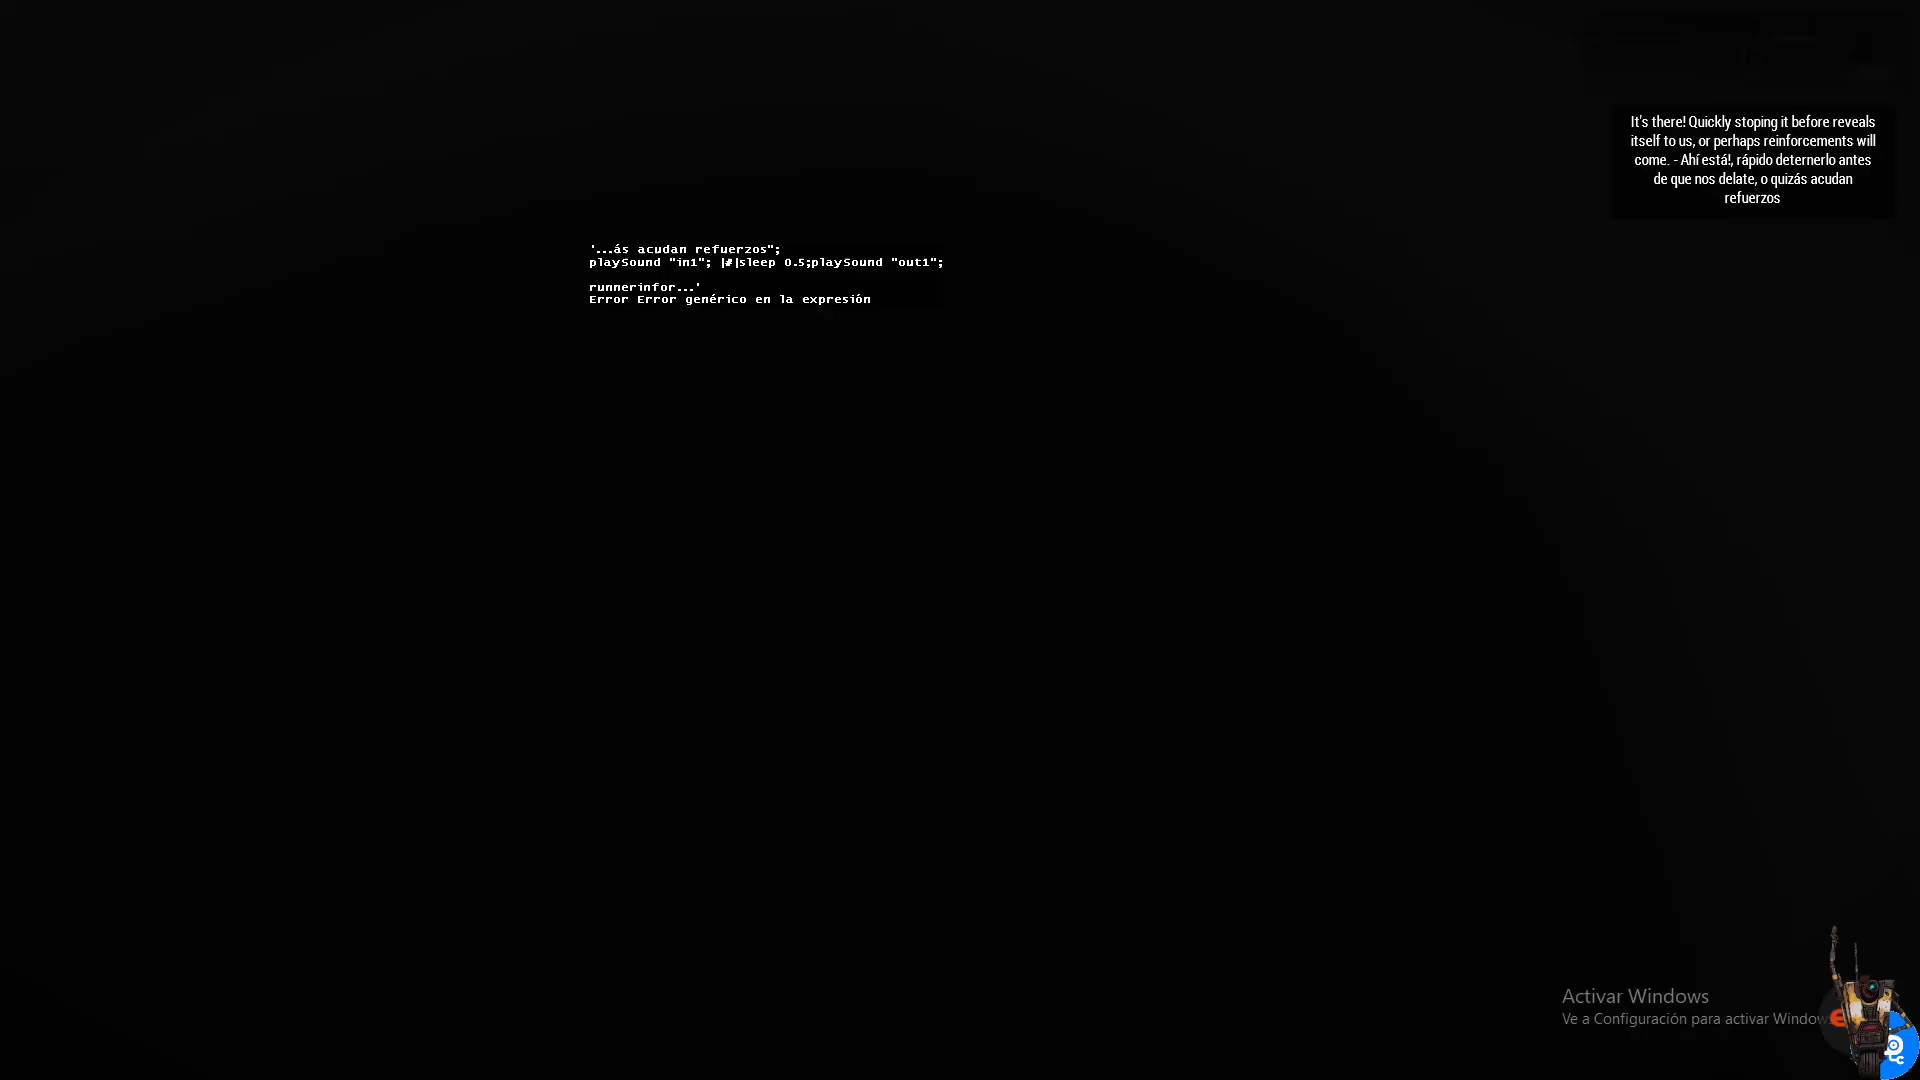 It's there! Quickly stoping it before reveals
itself to us, or perhaps reinforcements will
come. - Ahí está!, rápido deternerlo antes
de que nos delate, o quizás acudan
refuerzos
'...ás acudan refuerzos";
playSound "in1"; |#|sleep 0.5;playSound "out1";
runnerinfor...'
Error Error genérico en la expresión
Activar Windows
Ve a Configuración para activar Window